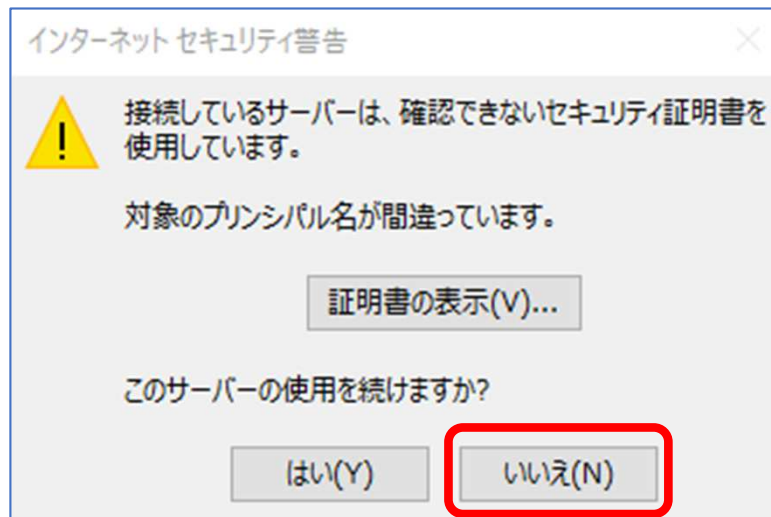 インターネット セキュリティ警告
接続しているサーバーは、確認できないセキュリティ証明書を
使用しています。
対象のプリンシパル名が間違っています。
証明書の表示(V)...
このサーバーの使用を続けますか?
はい(Y) いいえ(N)